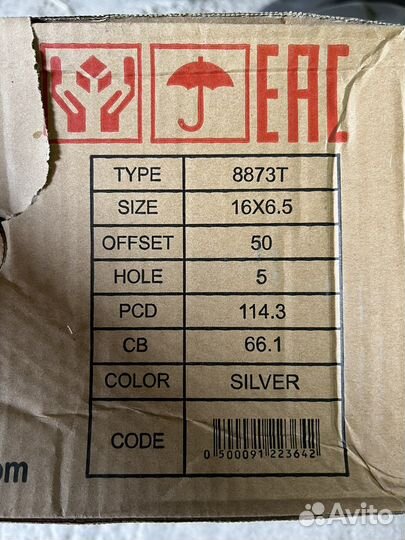 EAC
TYPE 8873T
SIZE 16X6.5
OFFSET 50
HOLE 5
PCD 114.3
CB 66.1
COLOR SILVER
CODE 0 500091 223642
om
Avito